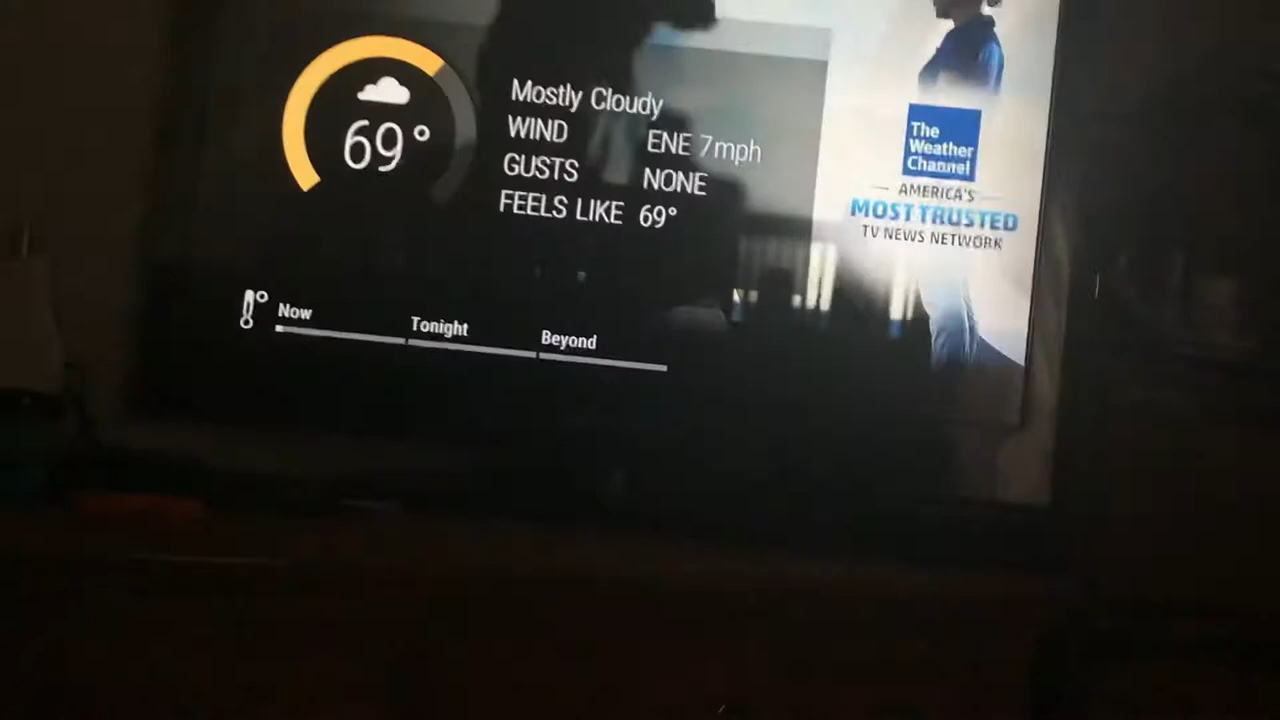 69°
Mostly Cloudy
WIND ENE 7mph
GUSTS NONE
FEELS LIKE 69°
Now
Tonight
Beyond
The
Weather
Channel
AMERICA'S
MOST TRUSTED
TV NEWS NETWORK